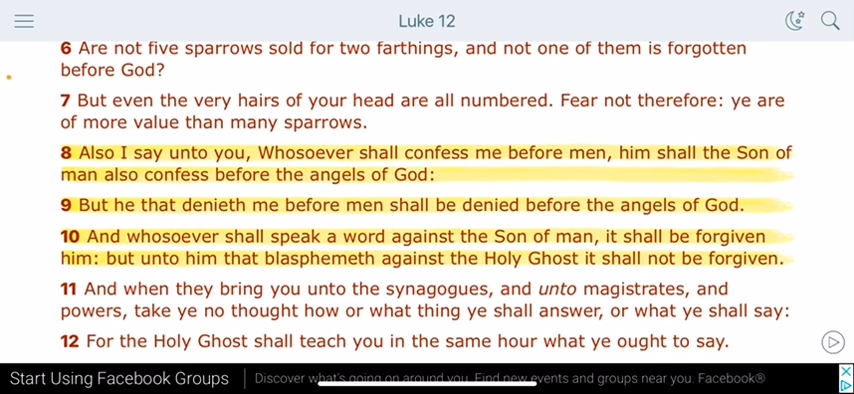 Luke 12
6 Are not five sparrows sold for two farthings, and not one of them is forgotten
before God?
7 But even the very hairs of your head are all numbered. Fear not therefore: ye are
of more value than many sparrows.
8 Also I say unto you, Whosoever shall confess me before men, him shall the Son of
man also confess before the angels of God:
9 But he that denieth me before men shall be denied before the angels of God.
10 And whosoever shall speak a word against the Son of man, it shall be forgiven
him: but unto him that blasphemeth against the Holy Ghost it shall not be forgiven.
11 And when they bring you unto the synagogues, and unto magistrates, and
powers, take ye no thought how or what thing ye shall answer, or what ye shall say:
12 For the Holy Ghost shall teach you in the same hour what ye ought to say.
Start Using Facebook Groups
Discover what's going on around you. Find new events and groups near you. Facebook®